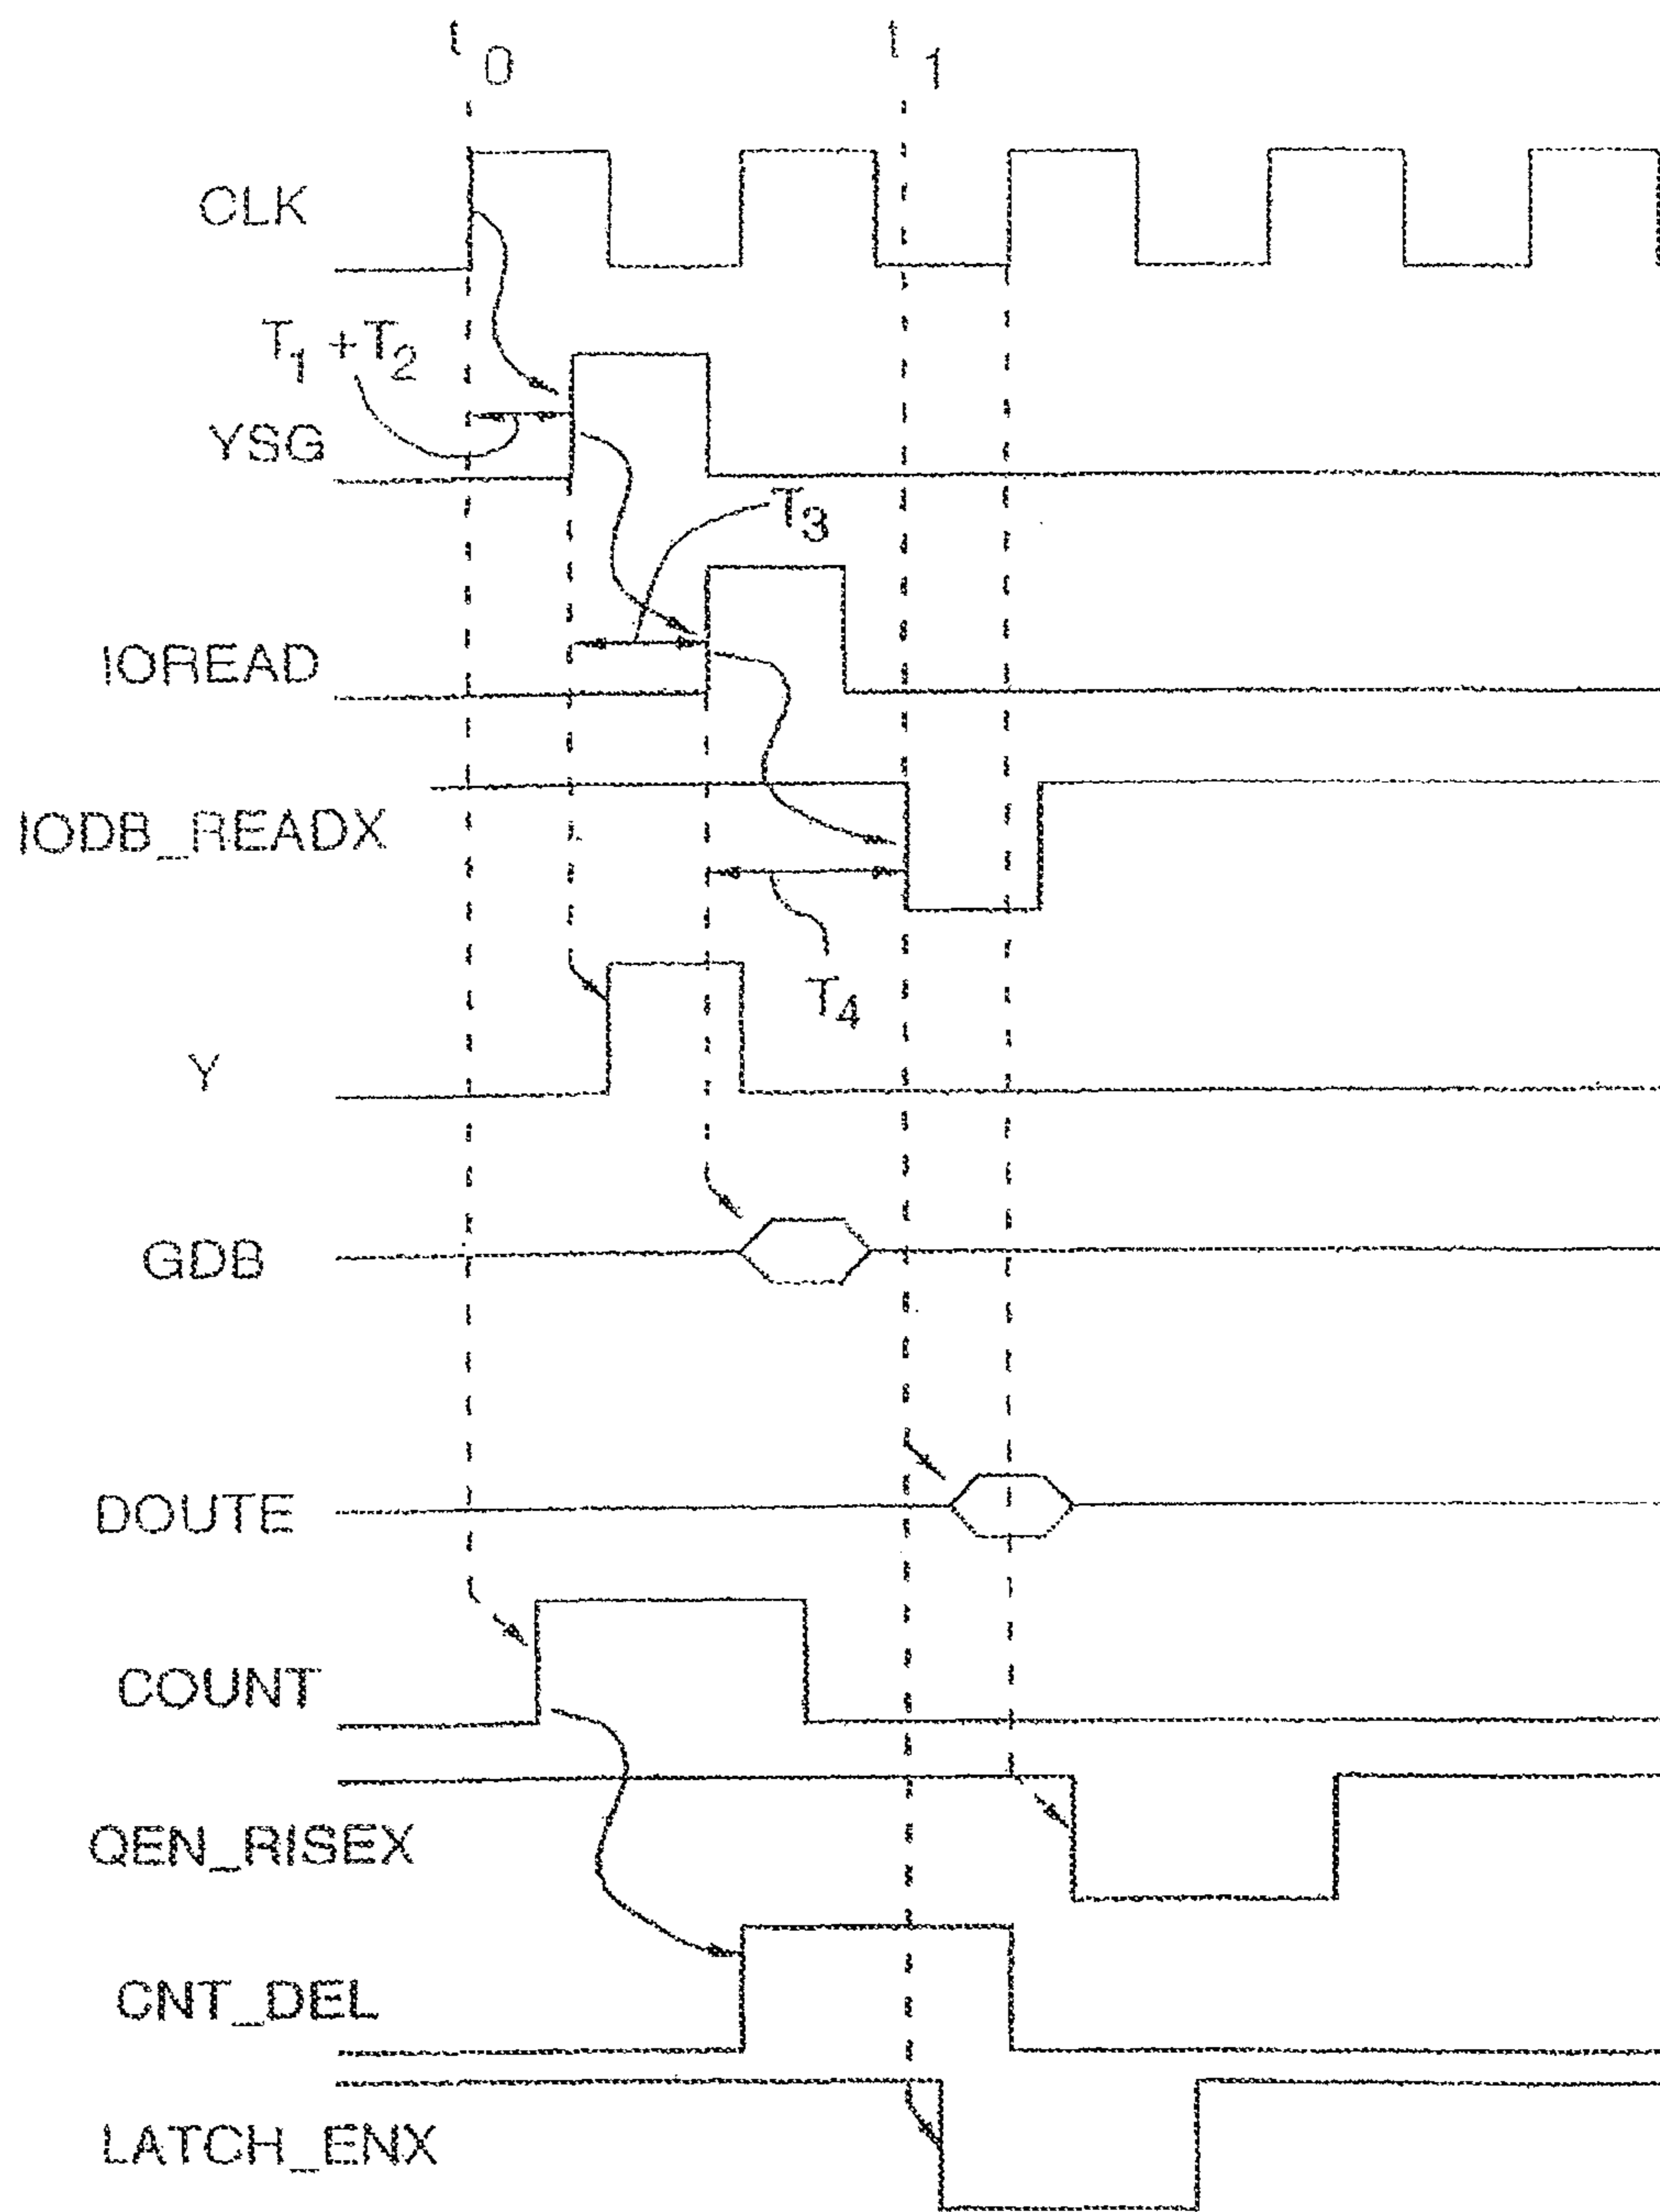 t0 t1
CLK
T1 + T2
YSG
T3
IOREAD
IODB_READX
T4
Y
GDB
DOUTE
COUNT
QEN_RISEX
CNT_DEL
LATCH_ENX